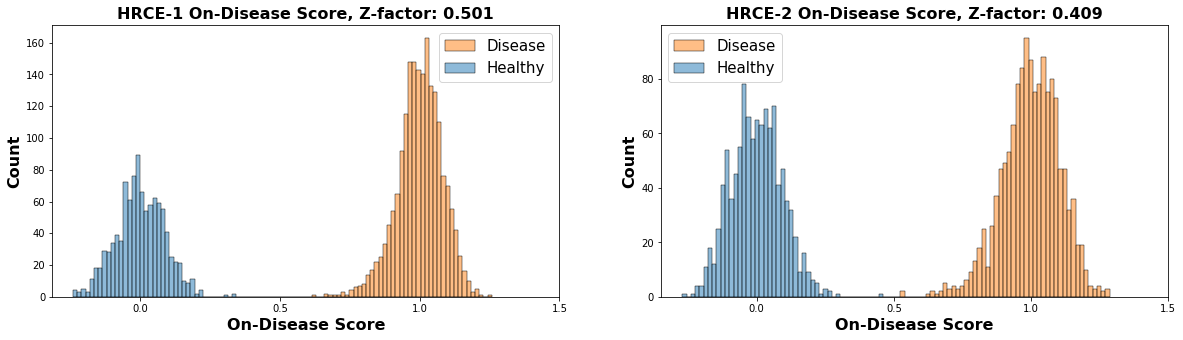 HRCE-1 On-Disease Score, Z-factor: 0.501
160
140
120
100
80
60
40
20
0
Count
Disease
Healthy
0.0
0.5
1.0
1.5
On-Disease Score
HRCE-2 On-Disease Score, Z-factor: 0.409
80
60
40
20
0
Count
Disease
Healthy
0.0
0.5
1.0
1.5
On-Disease Score